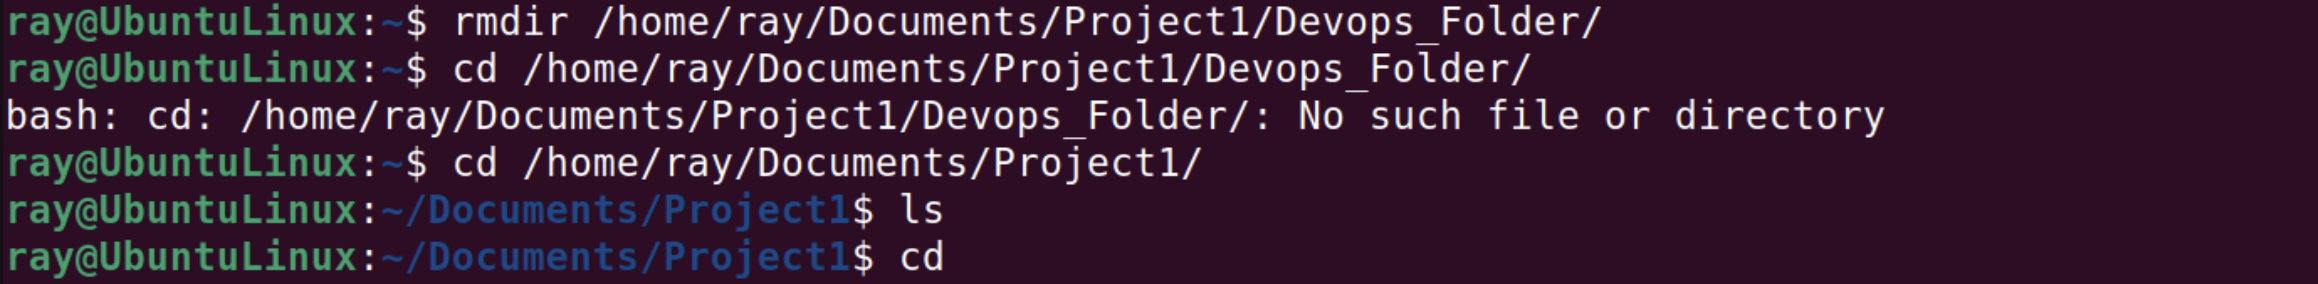 ray@UbuntuLinux:~$ rmdir /home/ray/Documents/Project1/Devops_Folder/
ray@UbuntuLinux:~$ cd /home/ray/Documents/Project1/Devops_Folder/
bash: cd: /home/ray/Documents/Project1/Devops_Folder/: No such file or directory
ray@UbuntuLinux:~$ cd /home/ray/Documents/Project1/
ray@UbuntuLinux:~/Documents/Project1$ ls
ray@UbuntuLinux:~/Documents/Project1$ cd